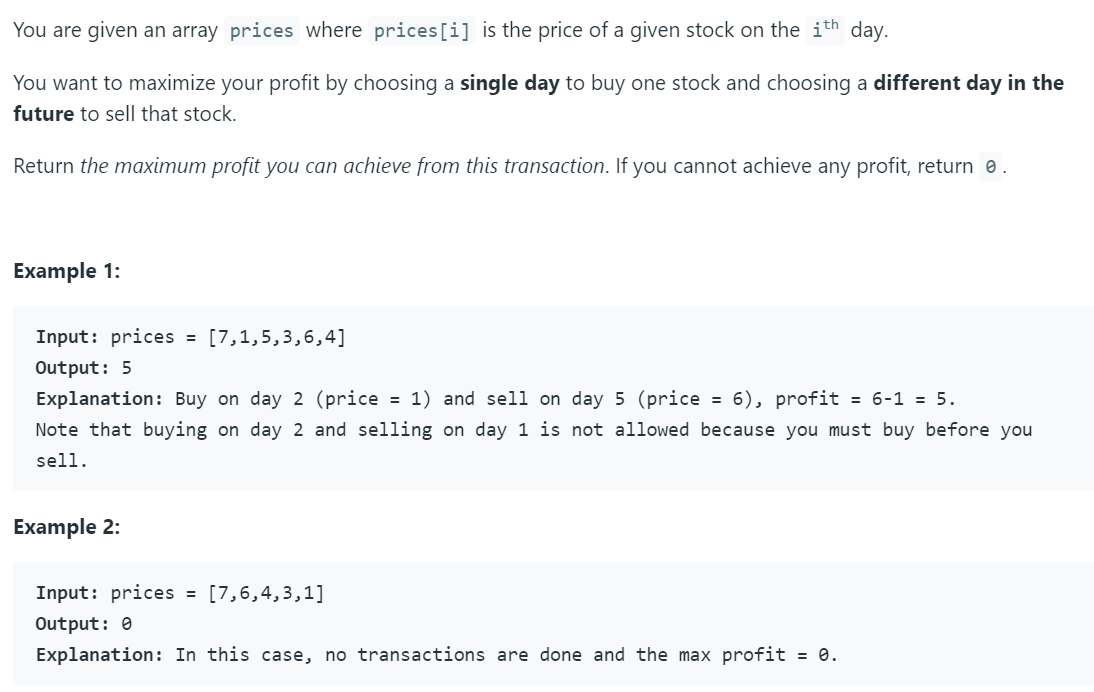 You are given an array prices where prices[i] is the price of a given stock on the ith day.
You want to maximize your profit by choosing a single day to buy one stock and choosing a different day in the
future to sell that stock.
Return the maximum profit you can achieve from this transaction. If you cannot achieve any profit, return 0.
Example 1:
Input: prices = [7,1,5,3,6,4]
Output: 5
Explanation: Buy on day 2 (price = 1) and sell on day 5 (price = 6), profit = 6-1 = 5.
Note that buying on day 2 and selling on day 1 is not allowed because you must buy before you
sell.
Example 2:
Input: prices = [7,6,4,3,1]
Output: 0
Explanation: In this case, no transactions are done and the max profit = 0.